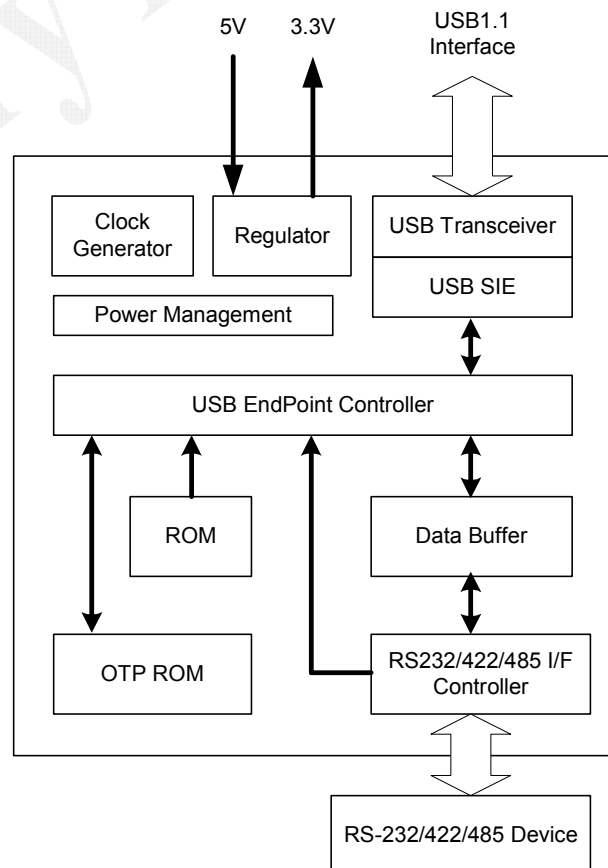 5V
3.3V
USB1.1
Interface
Clock
Generator
Regulator
USB Transceiver
USB SIE
Power Management
USB EndPoint Controller
ROM
Data Buffer
OTP ROM
RS232/422/485 I/F
Controller
RS-232/422/485 Device